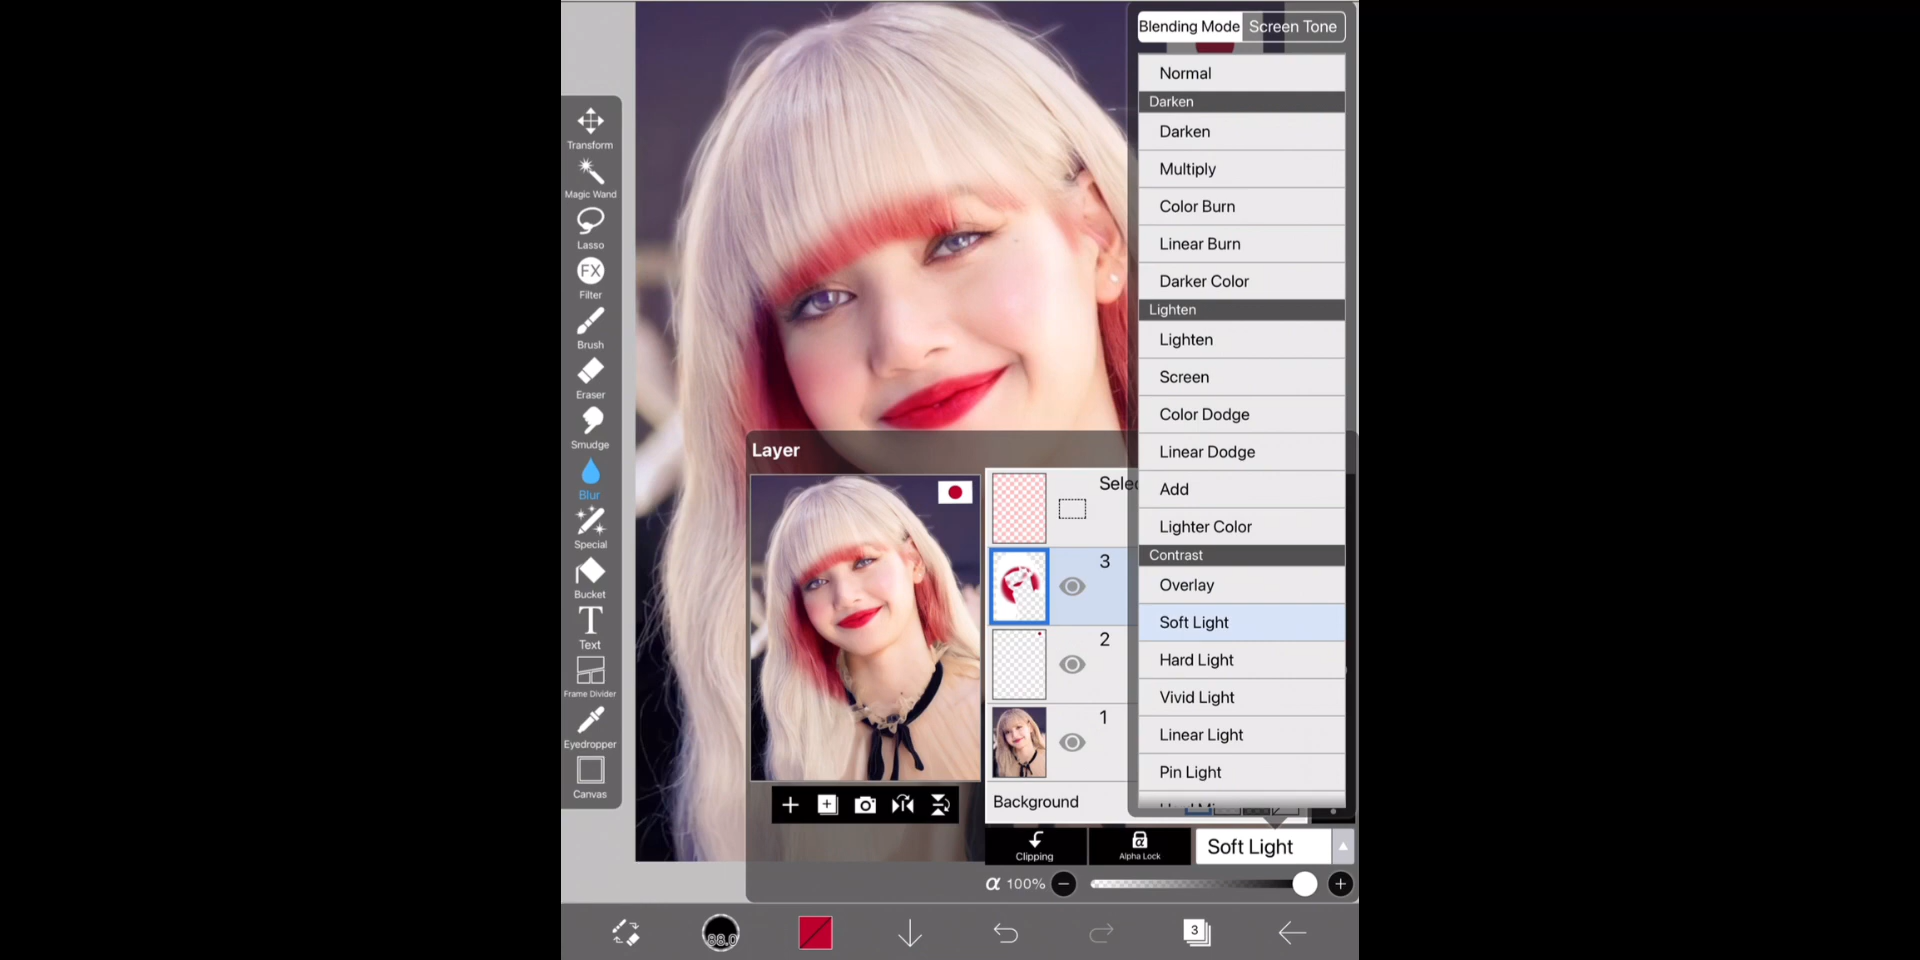 Blending Mode
Screen Tone
Normal
Darken
Darken
Multiply
Color Burn
Linear Burn
Darker Color
Lighten
Lighten
Screen
Color Dodge
Linear Dodge
Add
Lighter Color
Contrast
Overlay
Soft Light
Hard Light
Vivid Light
Linear Light
Pin Light
Transform
Magic Wand
Lasso
FX
Filter
Brush
Eraser
Smudge
Blur
Special
Bucket
T
Text
Frame Divider
Eyedropper
Canvas
Layer
3
2
1
Background
Clipping
α
Alpha Lock
Soft Light
α 100%
88.0
3